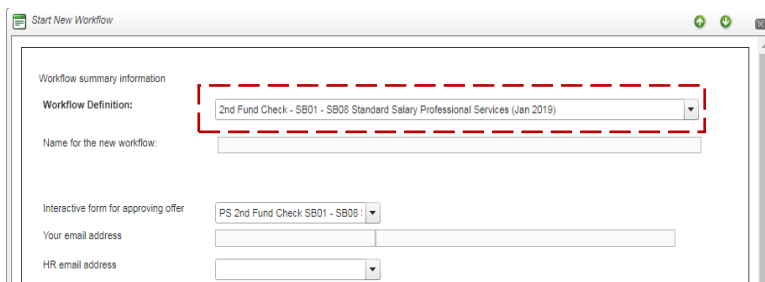 Start New Workflow
Workflow summary information
Workflow Definition:
2nd Fund Check - SB01 - SB08 Standard Salary Professional Services (Jan 2019)
Name for the new workflow:
Interactive form for approving offer
PS 2nd Fund Check SB01 - SB08 :
Your email address
HR email address